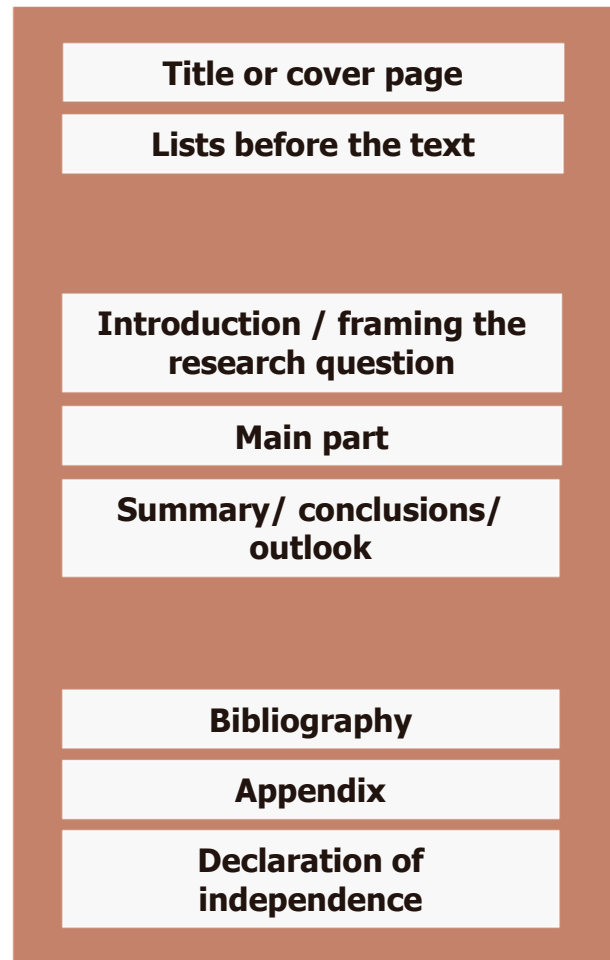 Title or cover page
Lists before the text
Introduction / framing the
research question
Main part
Summary/ conclusions/
outlook
Bibliography
Appendix
Declaration of
independence